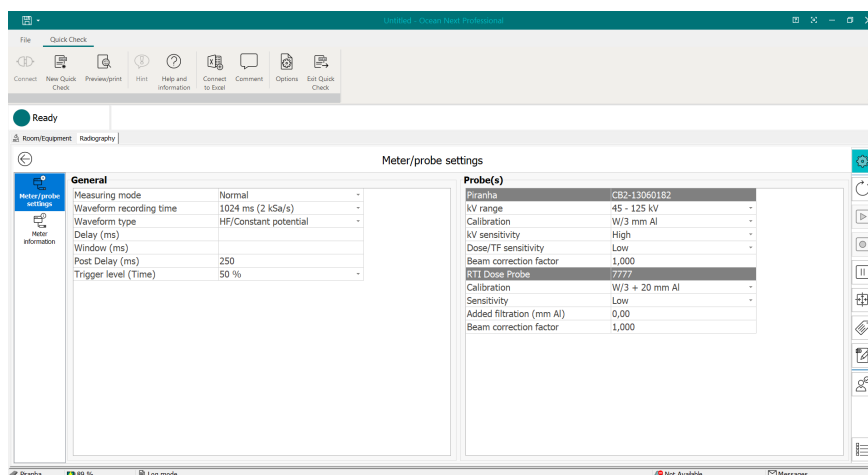 Untitled - Ocean Next Professional
File Quick Check
Connect
New Quick Check
Preview/print
Hint
Help and information
Connect to Excel
Comment
Options
Exit Quick Check
Ready
Room/Equipment Radiography
Meter/probe settings
Meter/probe settings
Meter information
General
Measuring mode Normal
Waveform recording time 1024 ms (2 kSa/s)
Waveform type HF/Constant potential
Delay (ms)
Window (ms)
Post Delay (ms) 250
Trigger level (Time) 50 %
Probe(s)
Piranha CB2-13060182
kV range 45 - 125 kV
Calibration W/3 mm Al
kV sensitivity High
Dose/TF sensitivity Low
Beam correction factor 1,000
RTI Dose Probe 7777
Calibration W/3 + 20 mm Al
Sensitivity Low
Added filtration (mm Al) 0,00
Beam correction factor 1,000
Piranha 89 % Log mode Not Available Messages